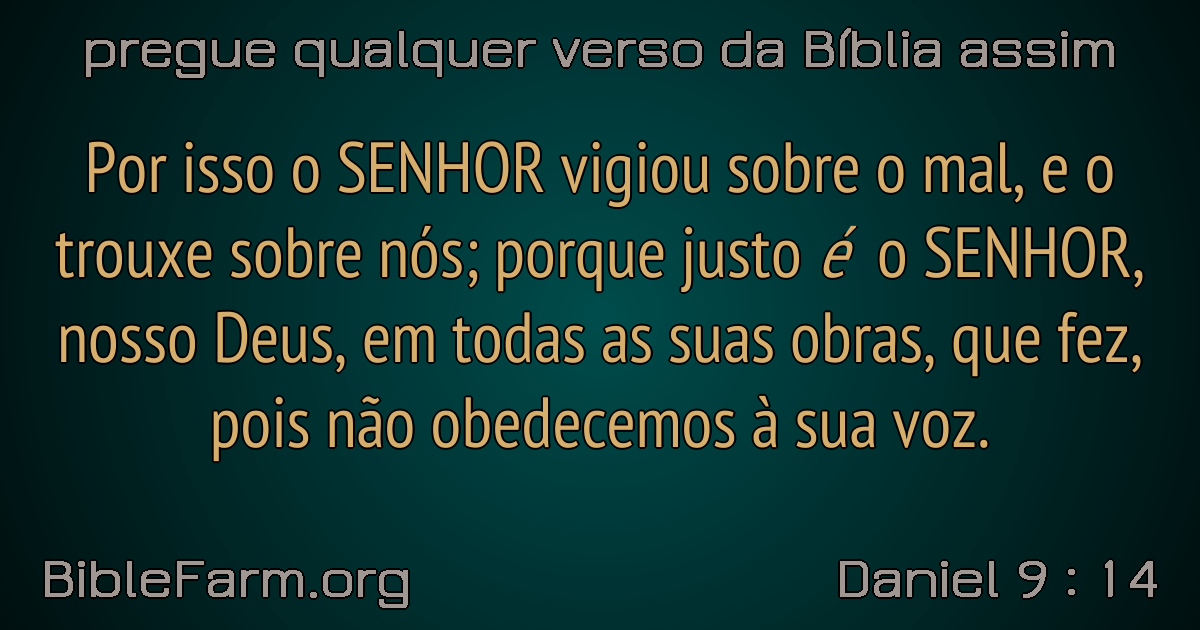 pregue qualquer verso da Bíblia assim
Por isso o SENHOR vigiou sobre o mal, e o
trouxe sobre nós; porque justo é o SENHOR,
nosso Deus, em todas as suas obras, que fez,
pois não obedecemos à sua voz.
BibleFarm.org
Daniel 9 : 14